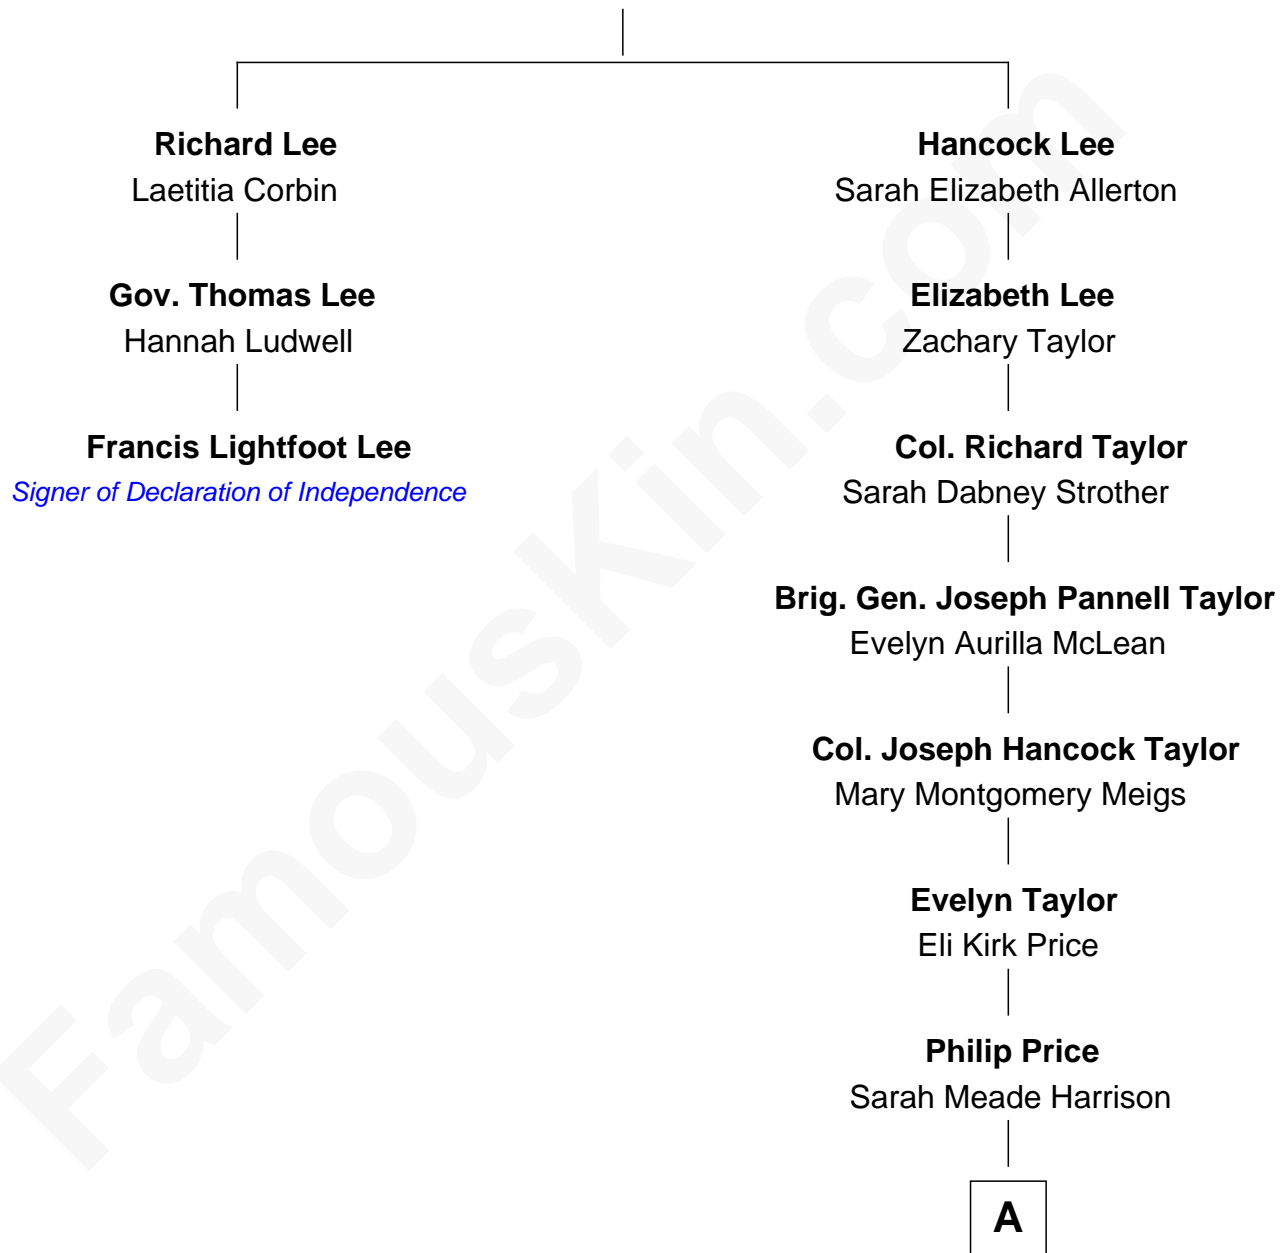 Richard Lee
Laetitia Corbin
Gov. Thomas Lee
Hannah Ludwell
Francis Lightfoot Lee
Signer of Declaration of Independence
Hancock Lee
Sarah Elizabeth Allerton
Elizabeth Lee
Zachary Taylor
Col. Richard Taylor
Sarah Dabney Strother
Brig. Gen. Joseph Pannell Taylor
Evelyn Aurilla McLean
Col. Joseph Hancock Taylor
Mary Montgomery Meigs
Evelyn Taylor
Eli Kirk Price
Philip Price
Sarah Meade Harrison
A
FamousKin.com